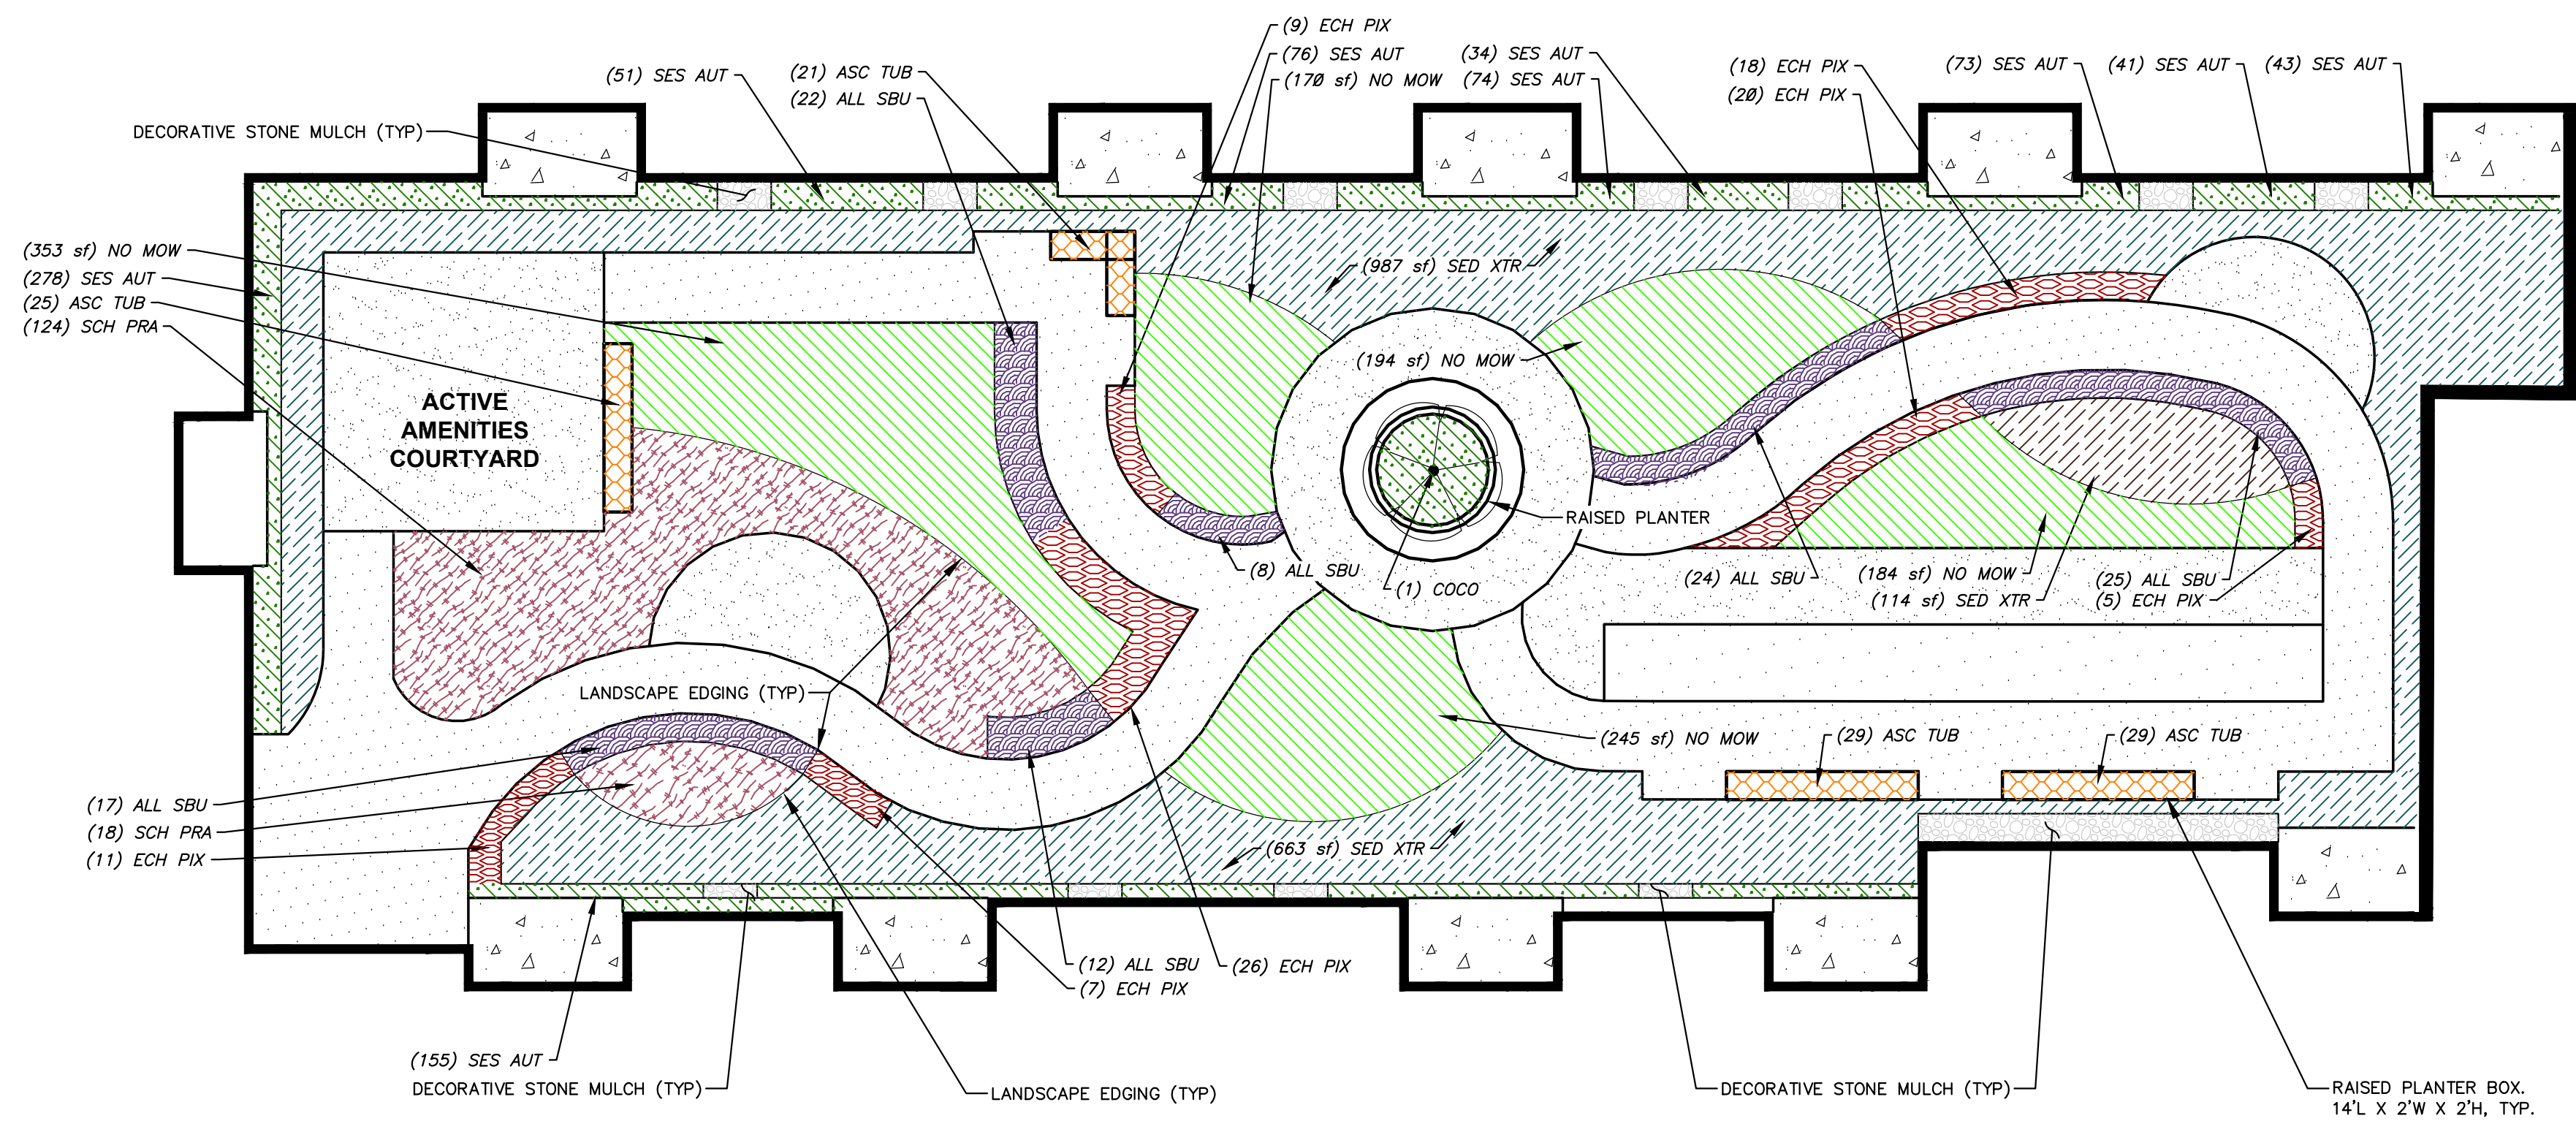 (9) ECH PIX
(76) SES AUT
(170 sf) NO MOW
(34) SES AUT
(74) SES AUT
(51) SES AUT
(21) ASC TUB
(22) ALL SBU
(18) ECH PIX
(20) ECH PIX
(73) SES AUT
(41) SES AUT
(43) SES AUT
DECORATIVE STONE MULCH (TYP)
(353 sf) NO MOW
(278) SES AUT
(25) ASC TUB
(124) SCH PRA
(987 sf) SED XTR
(194 sf) NO MOW
ACTIVE
AMENITIES
COURTYARD
RAISED PLANTER
(8) ALL SBU
(1) COCO
(24) ALL SBU
(184 sf) NO MOW
(114 sf) SED XTR
(25) ALL SBU
(5) ECH PIX
LANDSCAPE EDGING (TYP)
(245 sf) NO MOW
(29) ASC TUB
(29) ASC TUB
(17) ALL SBU
(18) SCH PRA
(11) ECH PIX
(663 sf) SED XTR
(12) ALL SBU
(7) ECH PIX
(26) ECH PIX
(155) SES AUT
DECORATIVE STONE MULCH (TYP)
LANDSCAPE EDGING (TYP)
DECORATIVE STONE MULCH (TYP)
RAISED PLANTER BOX.
14'L X 2'W X 2'H, TYP.